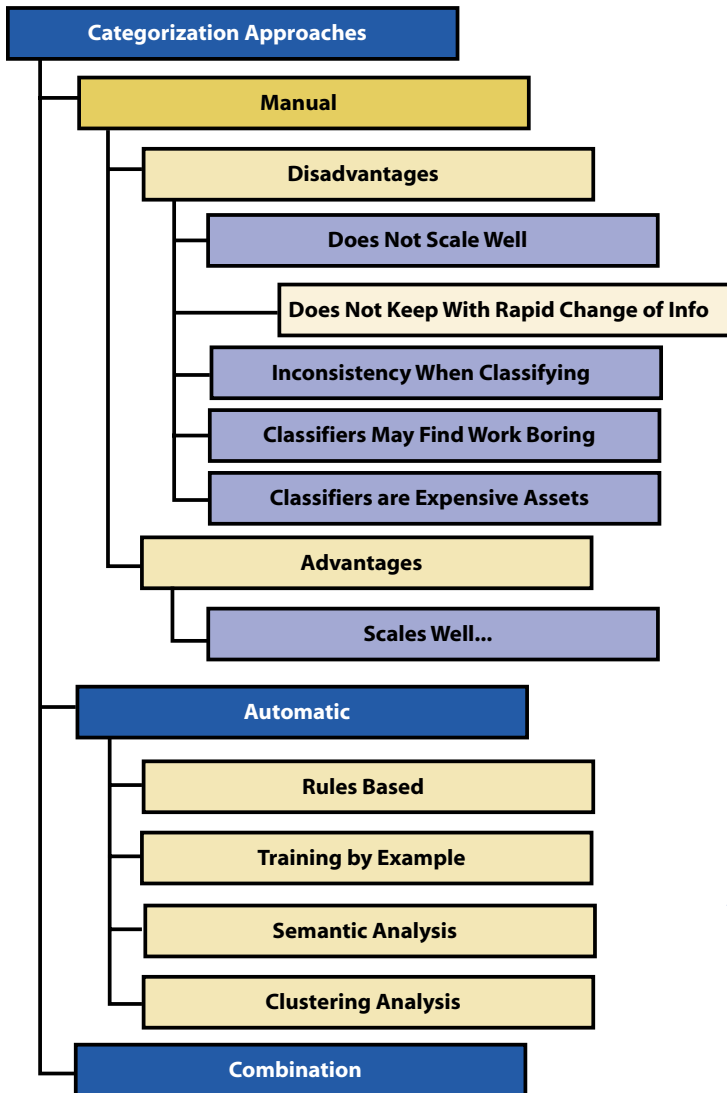 Categorization Approaches
Manual
Disadvantages
Does Not Scale Well
Does Not Keep With Rapid Change of Info
Inconsistency When Classifying
Classifiers May Find Work Boring
Classifiers are Expensive Assets
Advantages
Scales Well...
Automatic
Rules Based
Training by Example
Semantic Analysis
Clustering Analysis
Combination